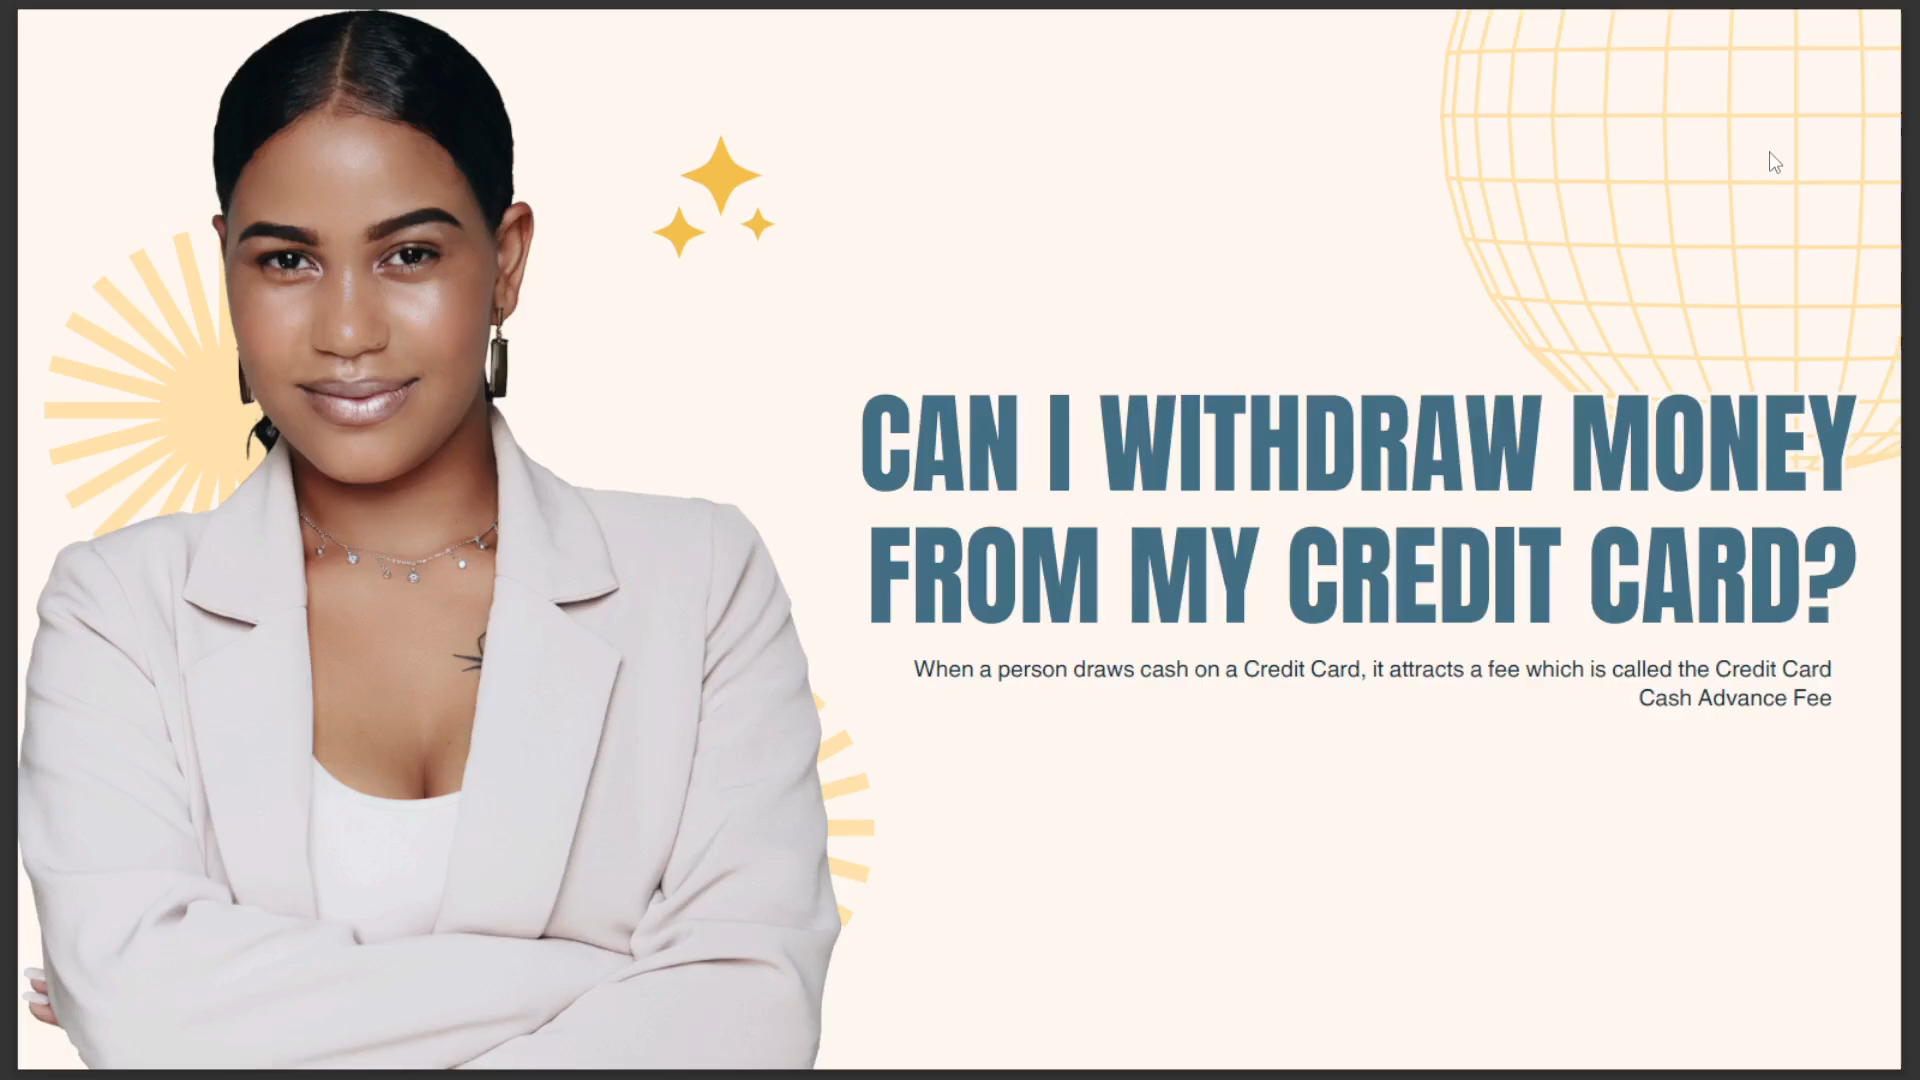 CAN I WITHDRAW MONEY
FROM MY CREDIT CARD?
When a person draws cash on a Credit Card, it attracts a fee which is called the Credit Card
Cash Advance Fee